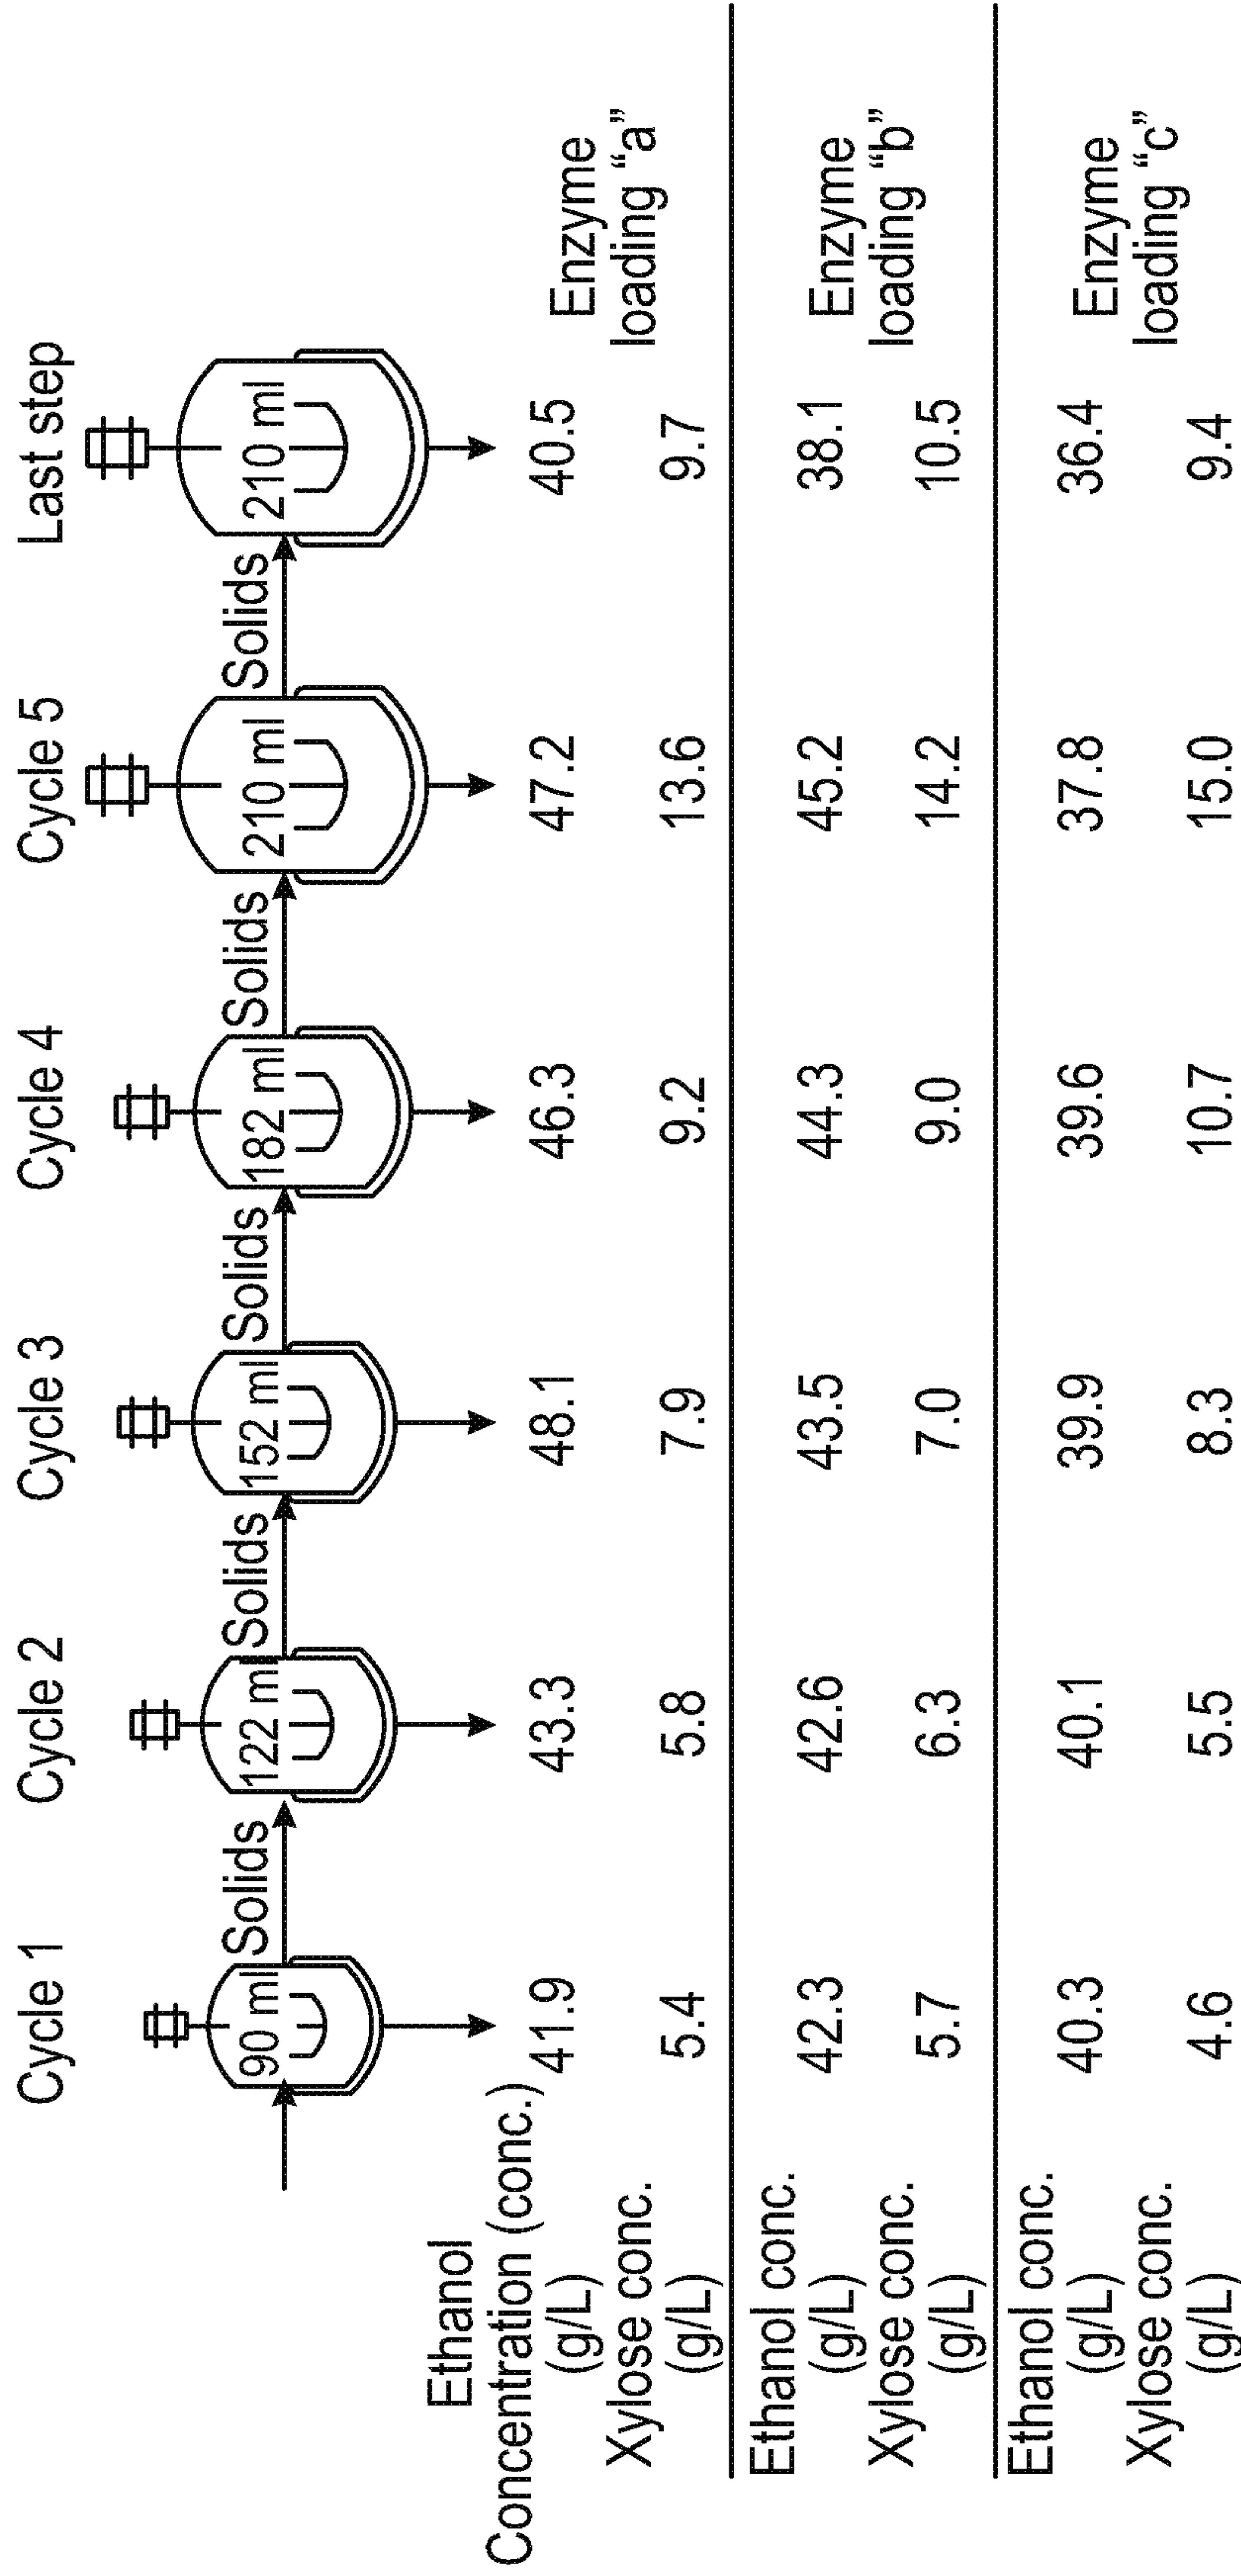 Cycle 1 Cycle 2 Cycle 3 Cycle 4 Cycle 5 Last step
90 ml Solids 122 ml Solids 152 ml Solids 182 ml Solids 210 ml Solids 210 ml
Ethanol
Concentration (conc.)
(g/L) 41.9 43.3 48.1 46.3 47.2 40.5 Enzyme
Xylose conc. loading “a”
(g/L) 5.4 5.8 7.9 9.2 13.6 9.7
Ethanol conc.
(g/L) 42.3 42.6 43.5 44.3 45.2 38.1 Enzyme
Xylose conc. loading “b”
(g/L) 5.7 6.3 7.0 9.0 14.2 10.5
Ethanol conc.
(g/L) 40.3 40.1 39.9 39.6 37.8 36.4 Enzyme
Xylose conc. loading “c”
(g/L) 4.6 5.5 8.3 10.7 15.0 9.4